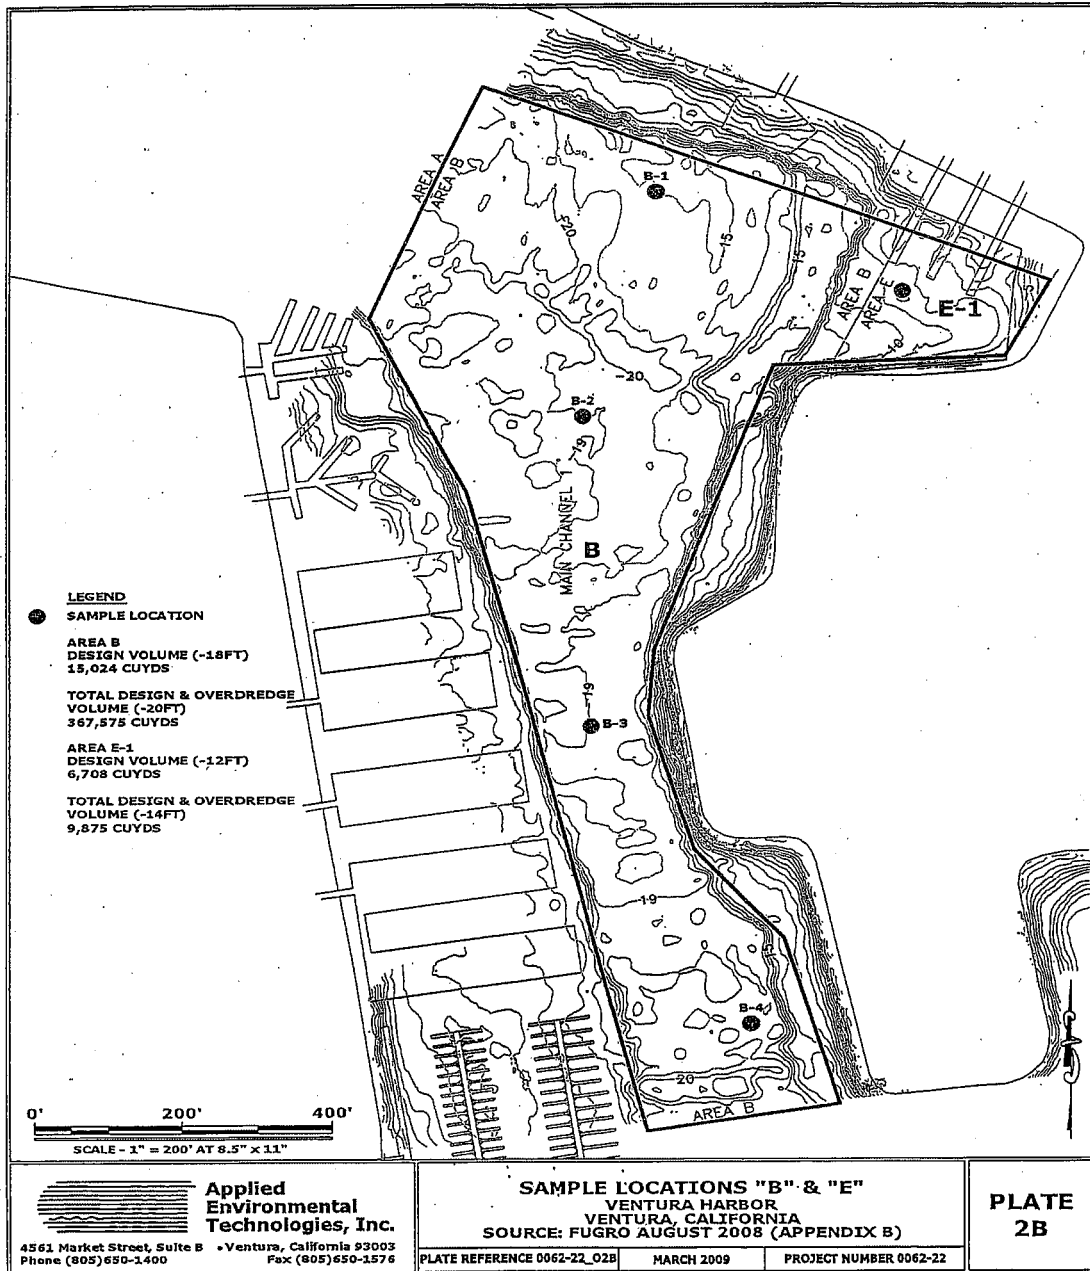 AREA A
AREA B
B-1
-20
-15
-15
AREA B
AREA E
E-1
-10
-20
B-2
-19
MAIN CHANNEL 1
B
-19
B-3
LEGEND
SAMPLE LOCATION
AREA B
DESIGN VOLUME (-18FT)
15,024 CUYDS
TOTAL DESIGN & OVERDREDGE
VOLUME (-20FT)
367,575 CUYDS
AREA E-1
DESIGN VOLUME (-12FT)
6,708 CUYDS
TOTAL DESIGN & OVERDREDGE
VOLUME (-14FT)
9,875 CUYDS
-19
B-4
20
AREA B
0' 200' 400'
SCALE - 1" = 200' AT 8.5" x 11"
Applied
Environmental
Technologies, Inc.
4561 Market Street, Suite B • Ventura, California 93003
Phone (805)650-1400 Fax (805)650-1576
SAMPLE LOCATIONS "B" & "E"
VENTURA HARBOR
VENTURA, CALIFORNIA
SOURCE: FUGRO AUGUST 2008 (APPENDIX B)
PLATE REFERENCE 0062-22_02B MARCH 2009 PROJECT NUMBER 0062-22
PLATE
2B